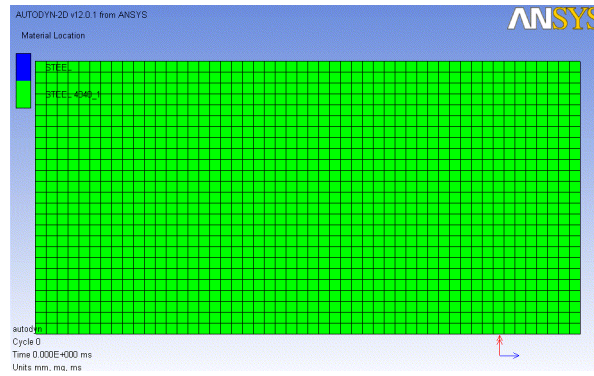 AUTODYN-2D v12.0.1 from ANSYS
ANSYS
Material Location
STEEL
STEEL 4340_1
autodyn
Cycle 0
Time 0.000E+000 ms
Units mm, mg, ms